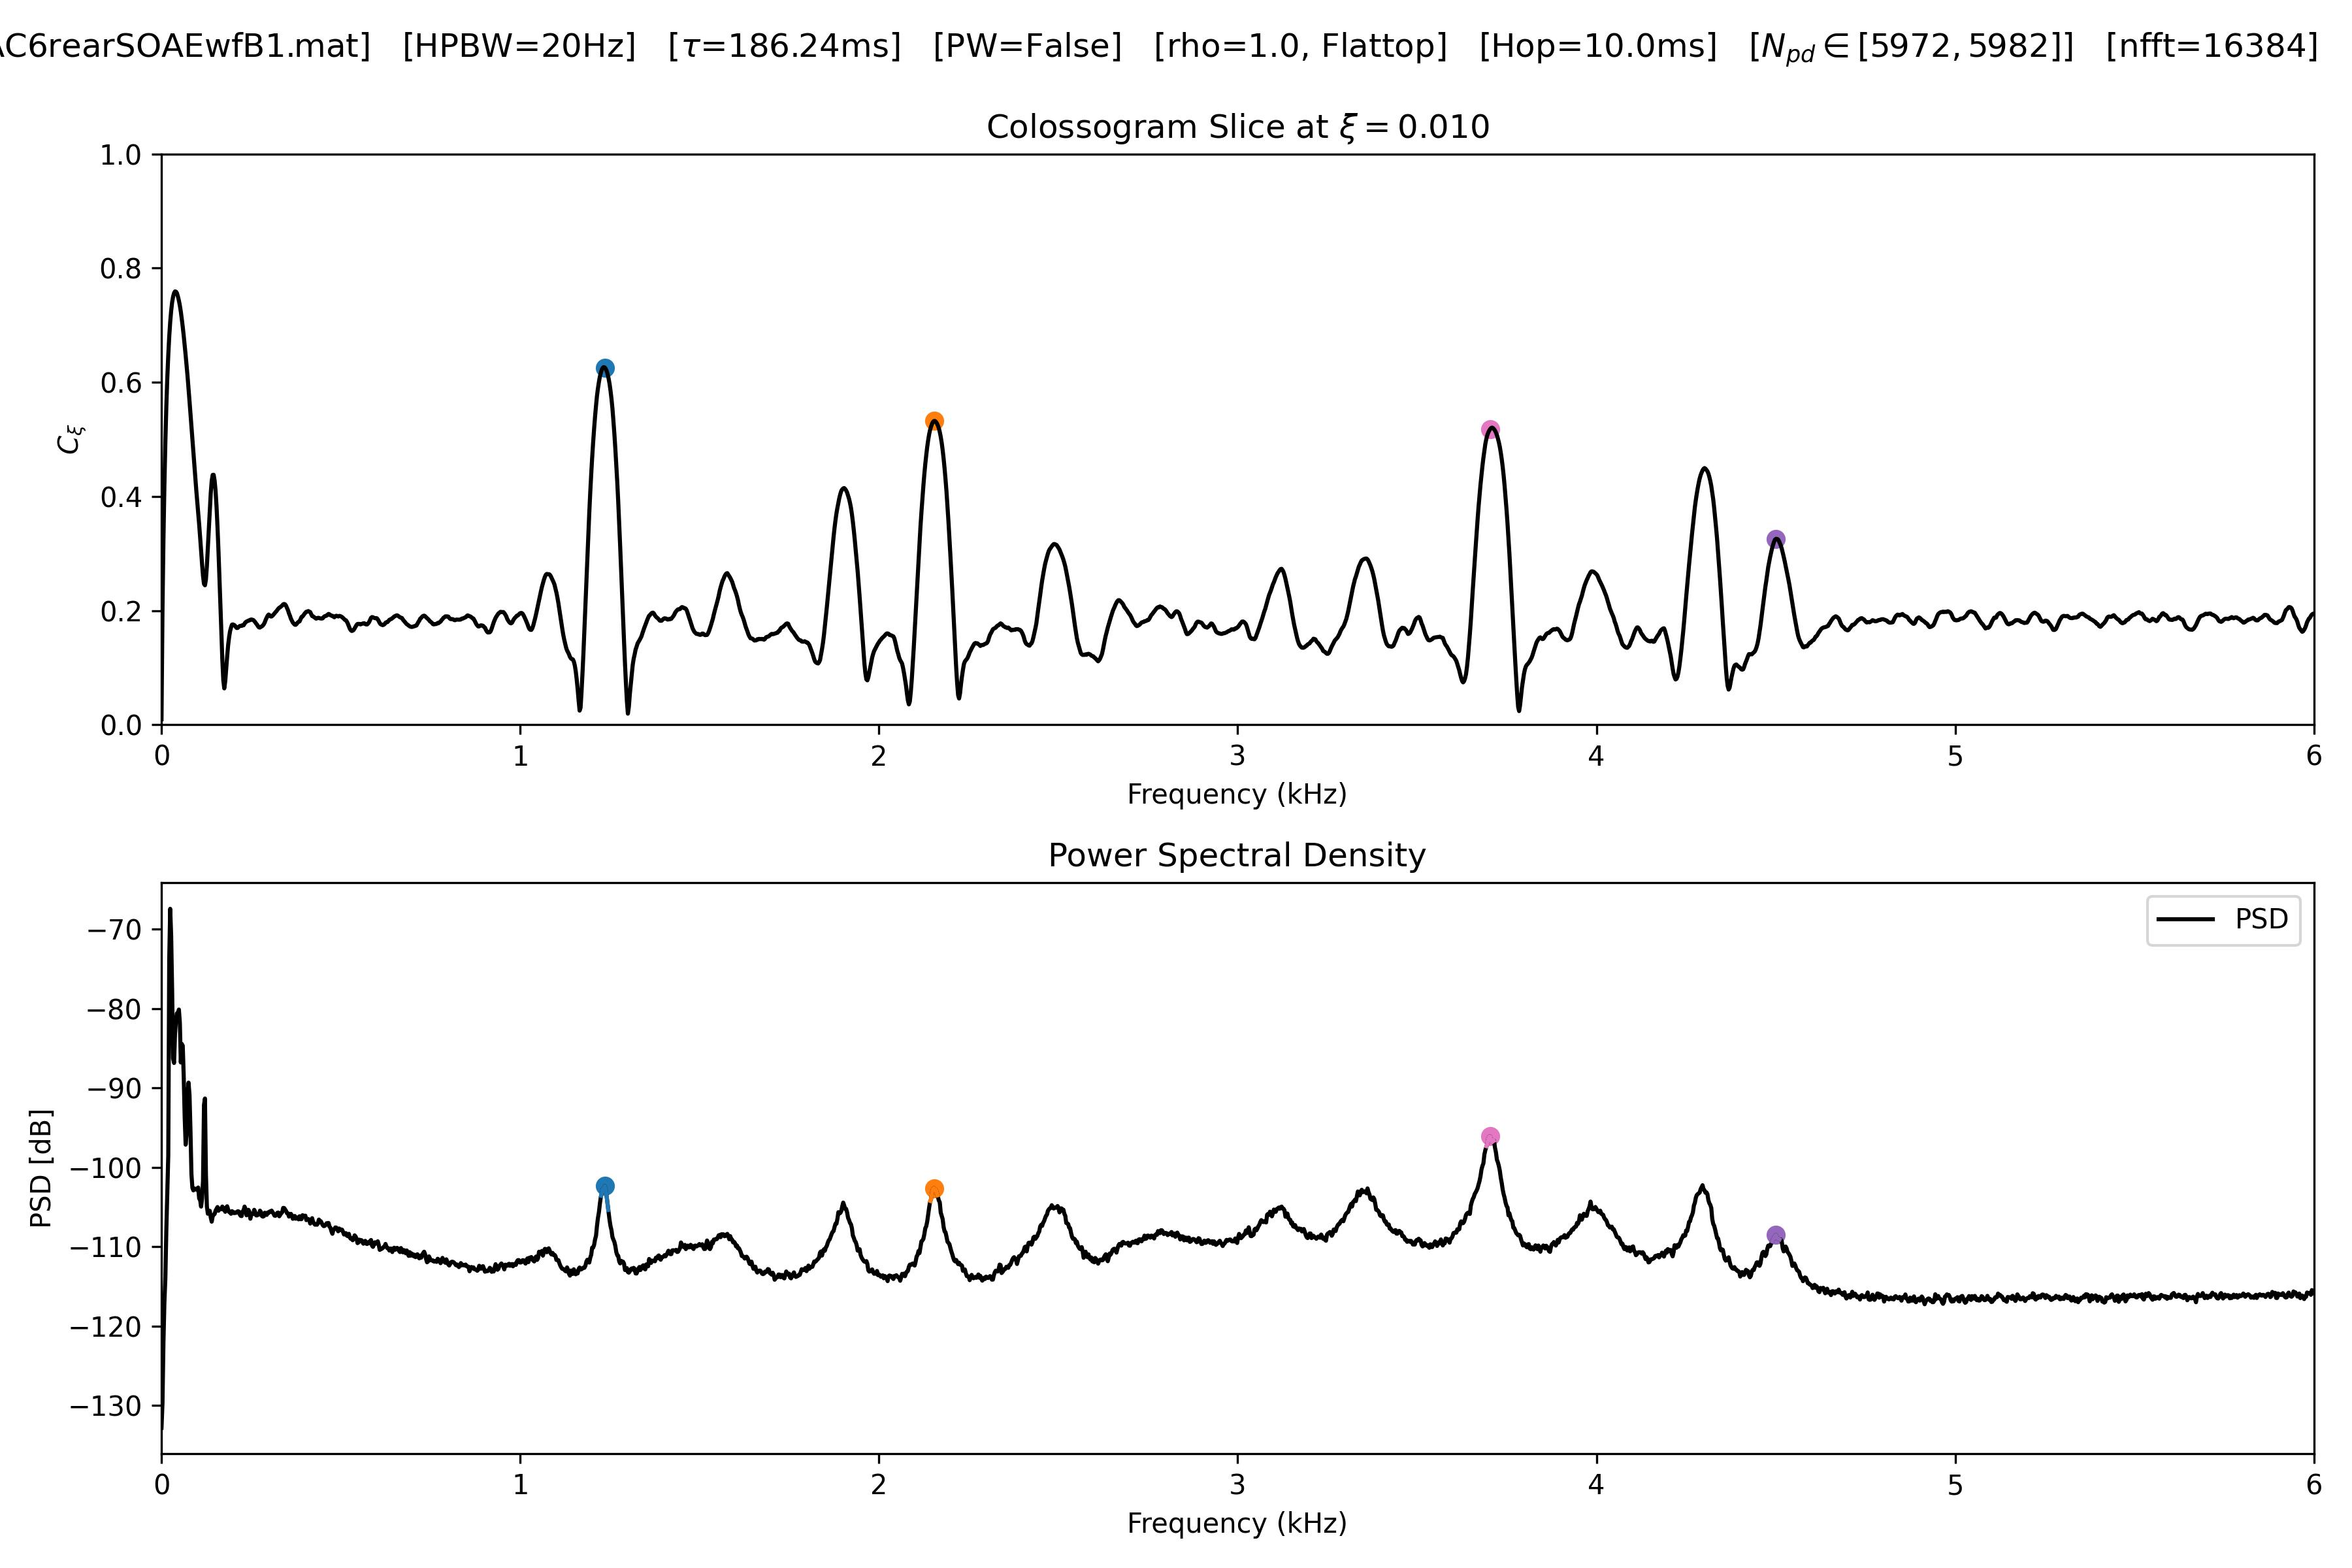 C6rearSOAEwfB1.mat] [HPBW=20Hz] [τ=186.24ms] [PW=False] [rho=1.0, Flattop] [Hop=10.0ms] [N_pd ∈ [5972, 5982]] [nfft=16384]
Colossogram Slice at ξ = 0.010
1.0
0.8
0.6
0.4
0.2
0.0
C_ξ
0 1 2 3 4 5 6
Frequency (kHz)
Power Spectral Density
PSD
−70
−80
−90
−100
−110
−120
−130
PSD [dB]
0 1 2 3 4 5 6
Frequency (kHz)